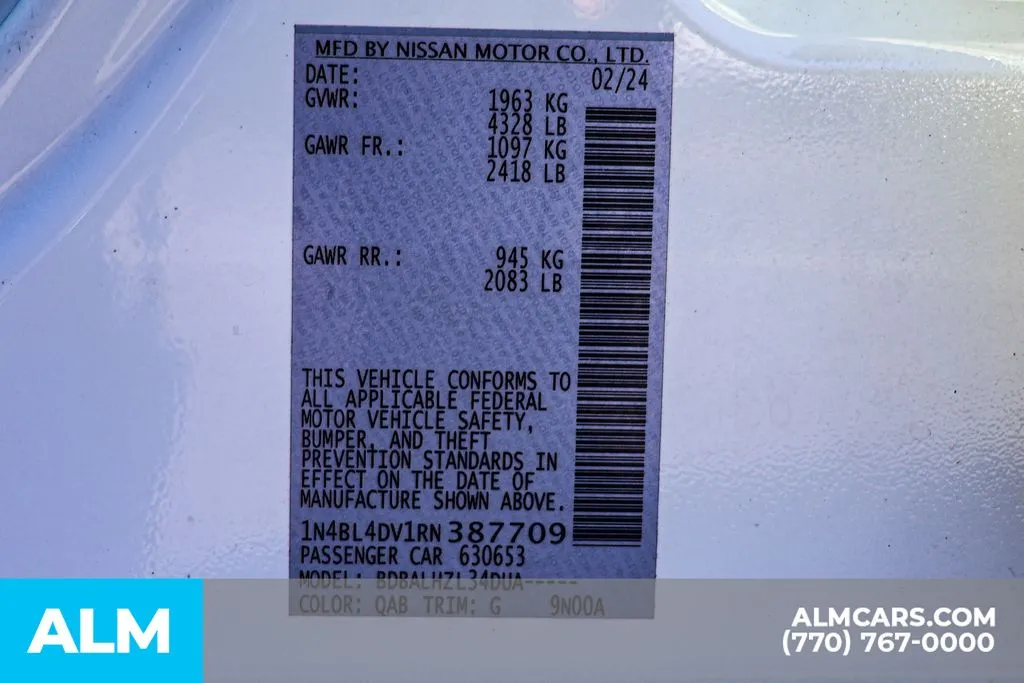 MFD BY NISSAN MOTOR CO., LTD.
DATE: 02/24
GVWR: 1963 KG
4328 LB
GAWR FR.: 1097 KG
2418 LB
GAWR RR.: 945 KG
2083 LB
THIS VEHICLE CONFORMS TO
ALL APPLICABLE FEDERAL
MOTOR VEHICLE SAFETY,
BUMPER, AND THEFT
PREVENTION STANDARDS IN
EFFECT ON THE DATE OF
MANUFACTURE SHOWN ABOVE.
1N4BL4DV1RN 387709
PASSENGER CAR 630653
MODEL: BDBALHZL34DUA-----
COLOR: QAB TRIM: G 9N00A
ALM
ALMCARS.COM
(770) 767-0000